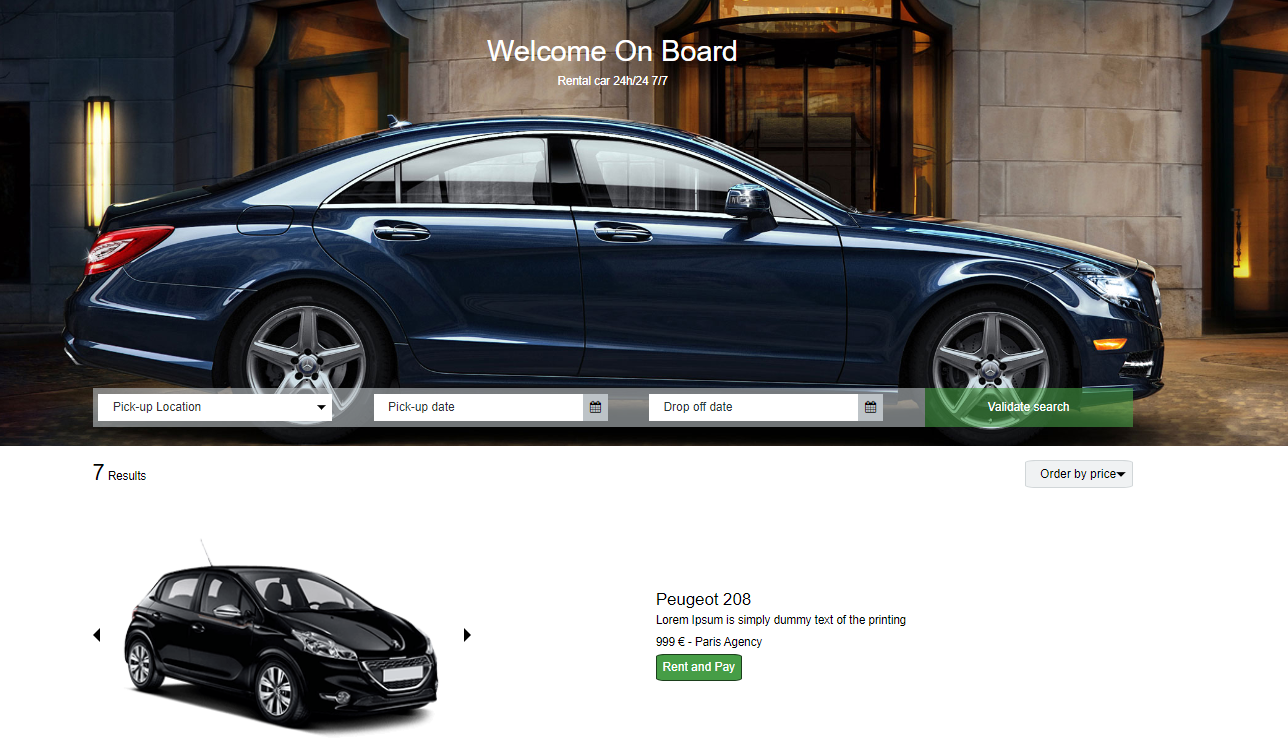 Welcome On Board
Rental car 24h/24 7/7
Pick-up Location
Pick-up date
Drop off date
Validate search
7 Results
Order by price
Peugeot 208
Lorem Ipsum is simply dummy text of the printing
999 € - Paris Agency
Rent and Pay